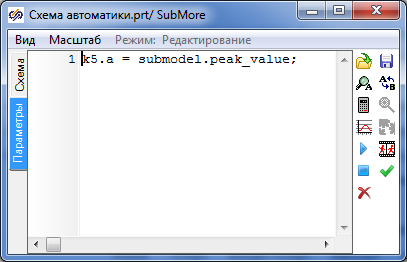 Схема автоматики.prt/ SubMore
Вид Масштаб Режим: Редактирование
Схема
Параметры
1 k5.a = submodel.peak_value;
A
A B